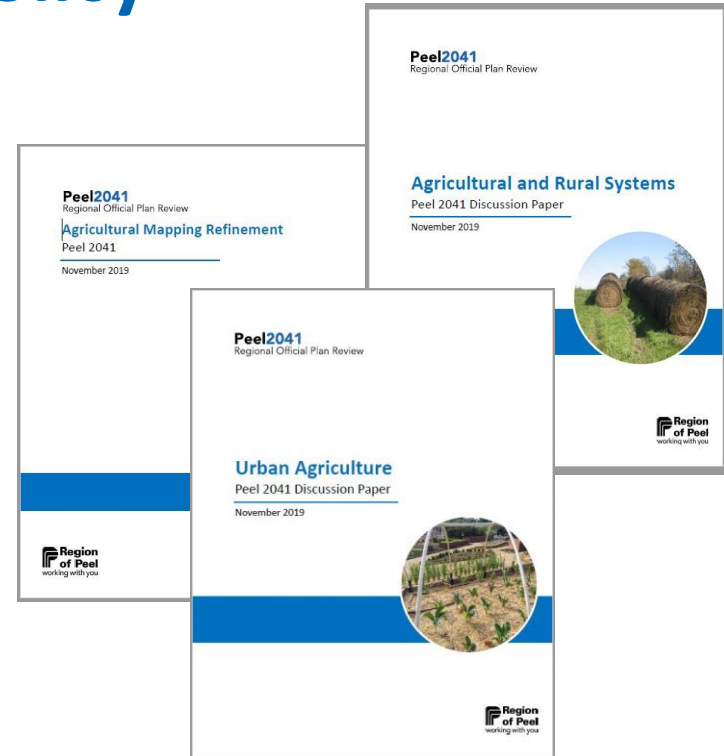 Peel2041
Regional Official Plan Review
Agricultural and Rural Systems
Peel 2041 Discussion Paper
November 2019
Region
of Peel
working with you
Peel2041
Regional Official Plan Review
Agricultural Mapping Refinement
Peel 2041
November 2019
Region
of Peel
working with you
Peel2041
Regional Official Plan Review
Urban Agriculture
Peel 2041 Discussion Paper
November 2019
Region
of Peel
working with you